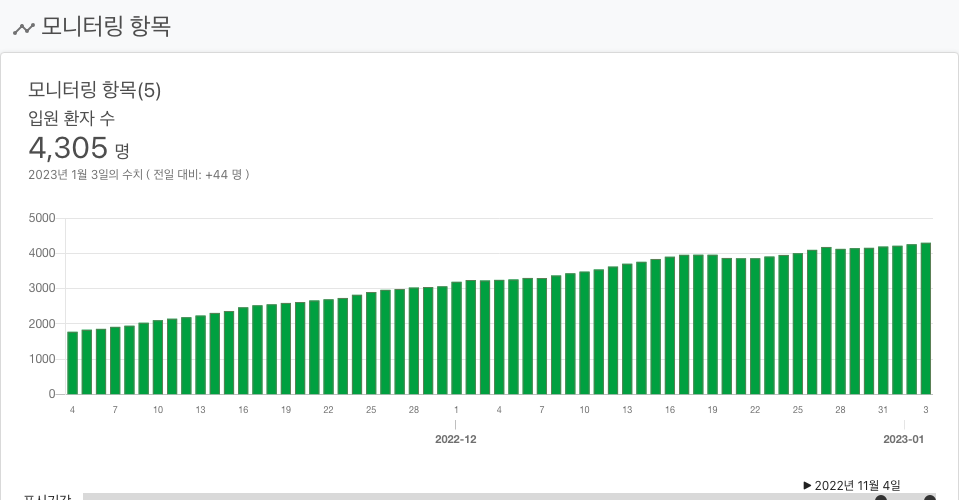 모니터링 항목
모니터링 항목(5)
입원 환자 수
4,305 명
2023년 1월 3일의 수치 ( 전일 대비: +44 명 )
5000
4000
3000
2000
1000
0
4 7 10 13 16 19 22 25 28 1 4 7 10 13 16 19 22 25 28 31 3
2022-12 2023-01
▶ 2022년 11월 4일
표시기간